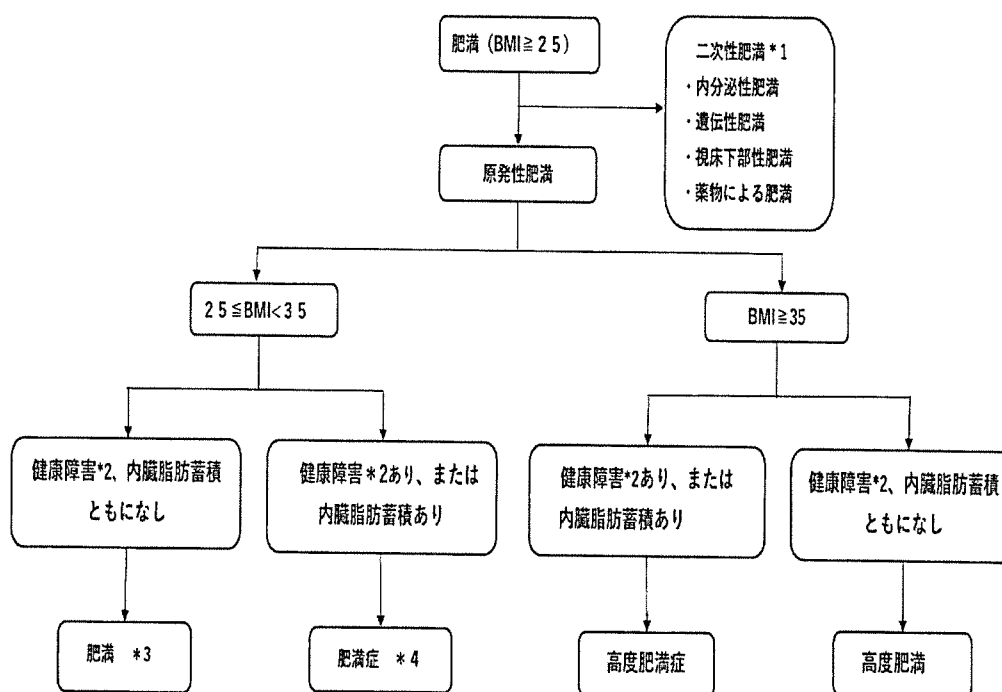 肥満（BMI≧２５）
二次性肥満＊1
・内分泌性肥満
・遺伝性肥満
・視床下部性肥満
・薬物による肥満
原発性肥満
２５≦BMI<３５
BMI≧35
健康障害*2、内臓脂肪蓄積
ともになし
健康障害＊2あり、または
内臓脂肪蓄積あり
健康障害*2あり、または
内臓脂肪蓄積あり
健康障害*2、内臓脂肪蓄積
ともになし
肥満　*3
肥満症　＊4
高度肥満症
高度肥満